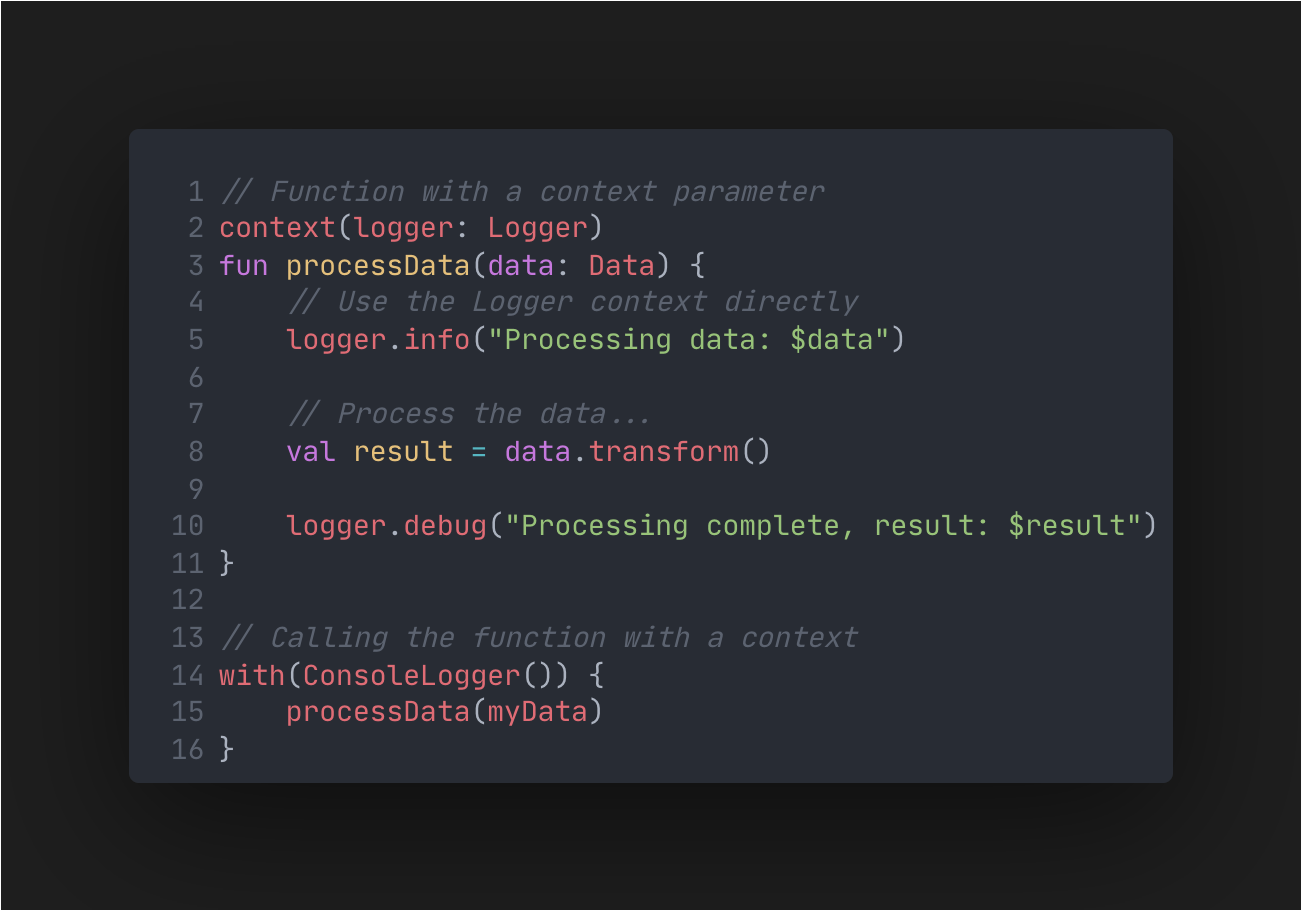 1 // Function with a context parameter
2 context(logger: Logger)
3 fun processData(data: Data) {
4     // Use the Logger context directly
5     logger.info("Processing data: $data")
6
7     // Process the data...
8     val result = data.transform()
9
10     logger.debug("Processing complete, result: $result")
11 }
12
13 // Calling the function with a context
14 with(ConsoleLogger()) {
15     processData(myData)
16 }